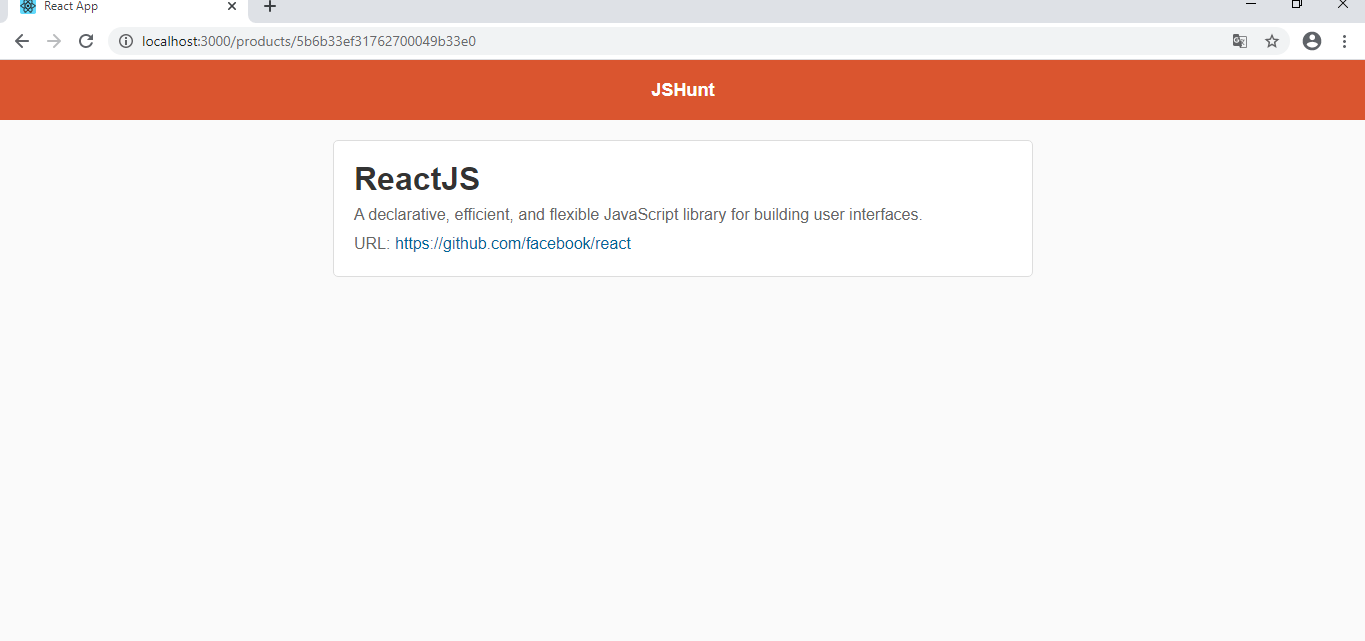 React App
localhost:3000/products/5b6b33ef31762700049b33e0
JSHunt
ReactJS
A declarative, efficient, and flexible JavaScript library for building user interfaces.
URL: https://github.com/facebook/react